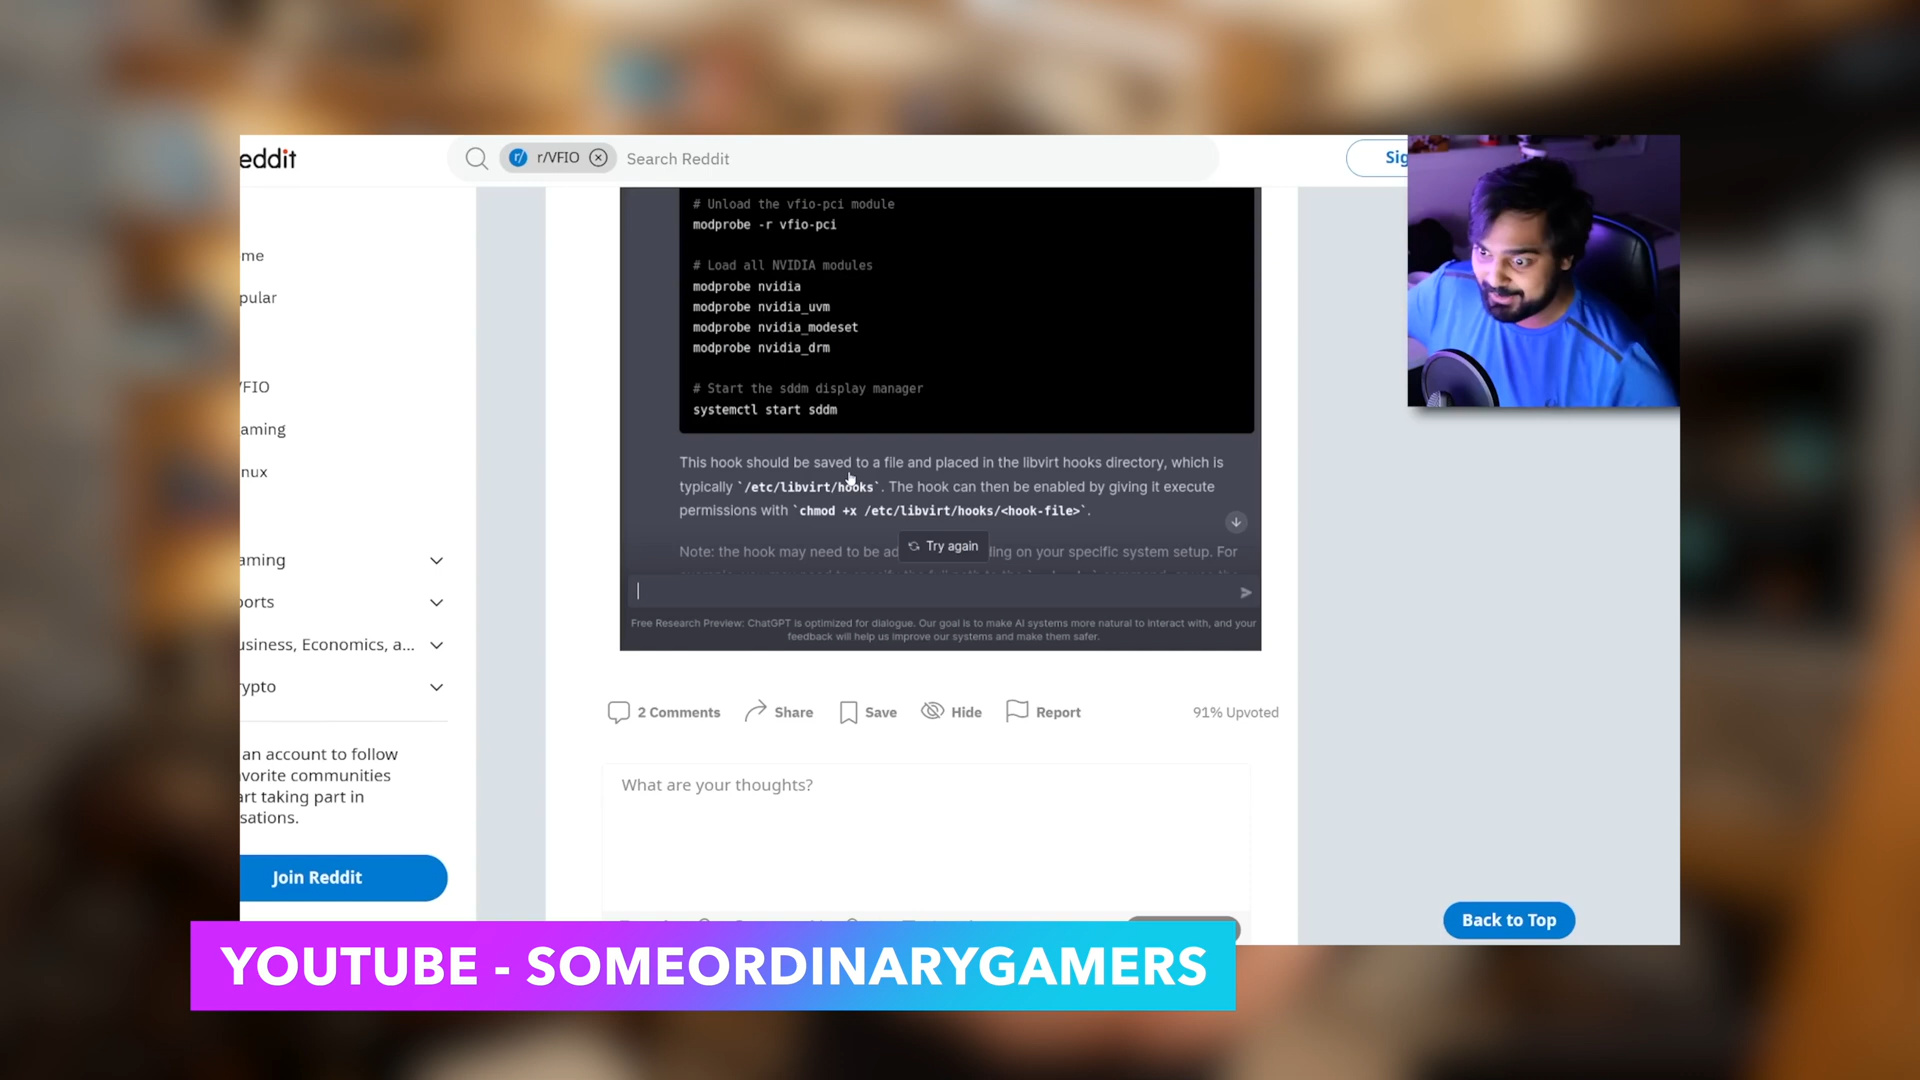 eddit
r/VFIO
Search Reddit
Sig
ome
pular
VFIO
aming
nux
aming
ports
usiness, Economics, a...
rypto
an account to follow
avorite communities
art taking part in
sations.
Join Reddit
# Unload the vfio-pci module
modprobe -r vfio-pci
# Load all NVIDIA modules
modprobe nvidia
modprobe nvidia_uvm
modprobe nvidia_modeset
modprobe nvidia_drm
# Start the sddm display manager
systemctl start sddm
This hook should be saved to a file and placed in the libvirt hooks directory, which is
typically `/etc/libvirt/hooks`. The hook can then be enabled by giving it execute
permissions with `chmod +x /etc/libvirt/hooks/<hook-file>`.
Note: the hook may need to be ad ling on your specific system setup. For
Try again
Free Research Preview: ChatGPT is optimized for dialogue. Our goal is to make AI systems more natural to interact with, and your
feedback will help us improve our systems and make them safer.
2 Comments
Share
Save
Hide
Report
91% Upvoted
What are your thoughts?
Back to Top
YOUTUBE - SOMEORDINARYGAMERS